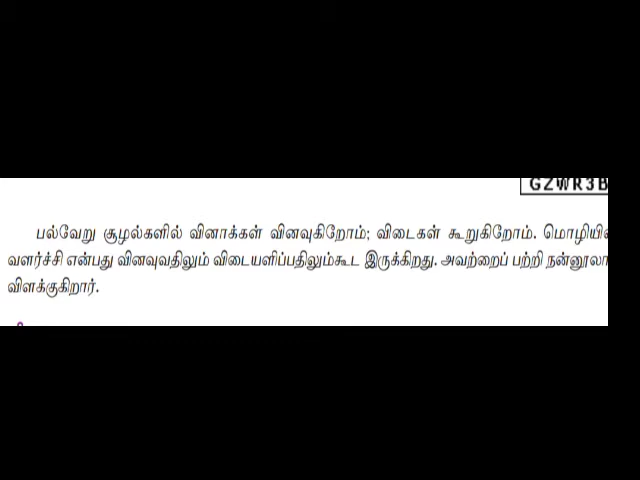 GZWR3B
பல்வேறு சூழல்களில் வினாக்கள் வினவுகிறோம்; விடைகள் கூறுகிறோம்.
வளர்ச்சி என்பது வினவுவதிலும் விடையளிப்பதிலும்கூட இருக்கிறது. அவற்றைப் பற்றி
விளக்குகிறார்.